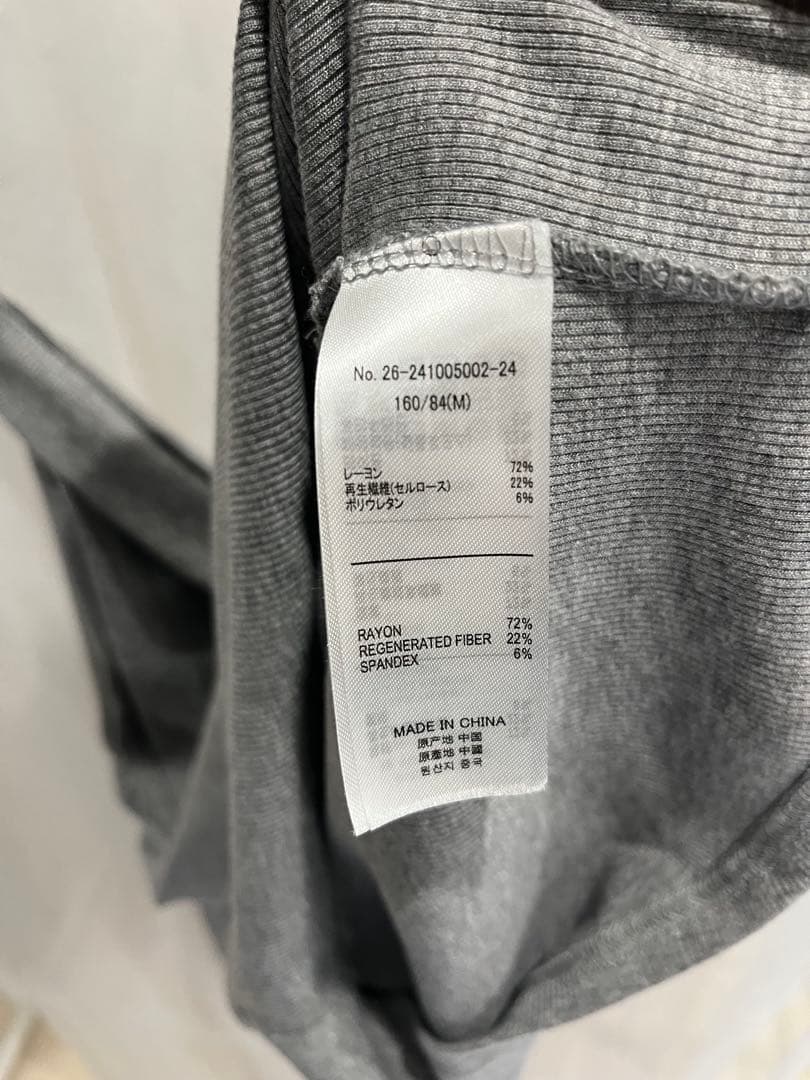 No. 26-241005002-24
160/84(M)
レーヨン 72%
再生繊維(セルロース) 22%
ポリウレタン 6%
RAYON 72%
REGENERATED FIBER 22%
SPANDEX 6%
MADE IN CHINA
原产地 中国
原產地 中國
원산지 중국